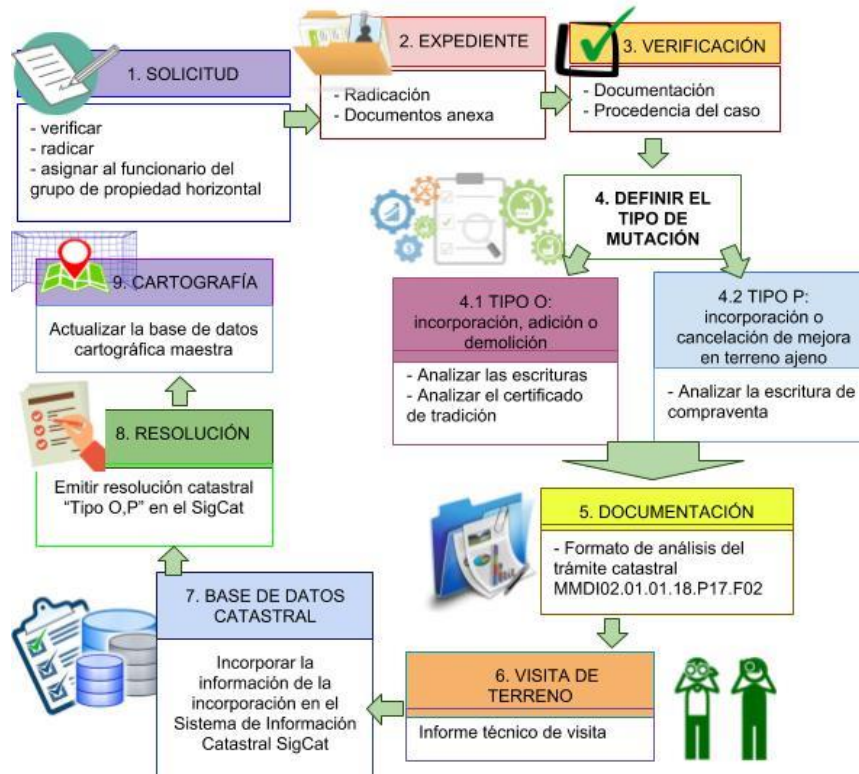 1. SOLICITUD
- verificar
- radicar
- asignar al funcionario del
grupo de propiedad horizontal
2. EXPEDIENTE
- Radicación
- Documentos anexa
3. VERIFICACIÓN
- Documentación
- Procedencia del caso
4. DEFINIR EL
TIPO DE
MUTACIÓN
4.1 TIPO O:
incorporación, adición o
demolición
- Analizar las escrituras
- Analizar el certificado
de tradición
4.2 TIPO P:
incorporación o
cancelación de mejora
en terreno ajeno
- Analizar la escritura de
compraventa
5. DOCUMENTACIÓN
- Formato de análisis del
trámite catastral
MMDI02.01.01.18.P17.F02
6. VISITA DE
TERRENO
Informe técnico de visita
7. BASE DE DATOS
CATASTRAL
Incorporar la
información de la
incorporación en el
Sistema de Información
Catastral SigCat
8. RESOLUCIÓN
Emitir resolución catastral
“Tipo O,P” en el SigCat
9. CARTOGRAFÍA
Actualizar la base de datos
cartográfica maestra